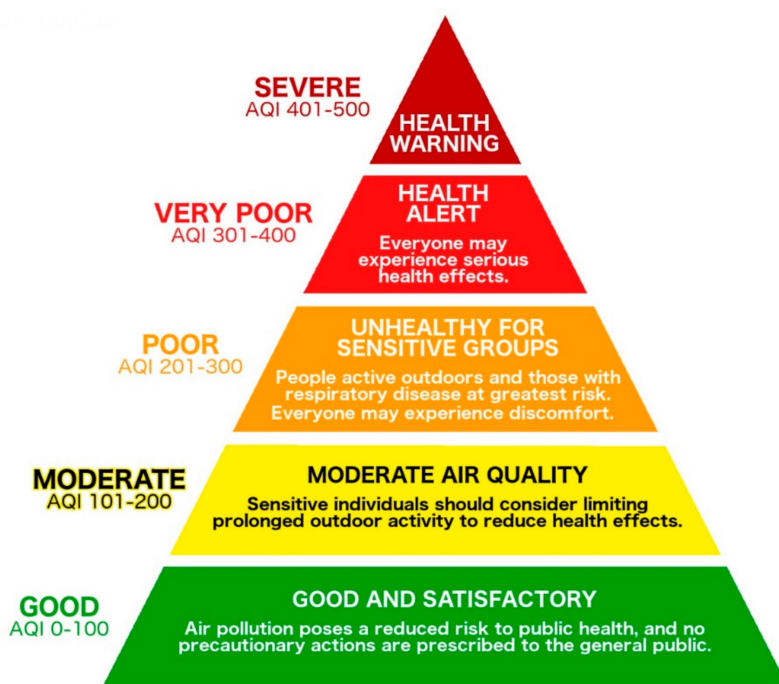 SEVERE
AQI 401-500
HEALTH
WARNING
VERY POOR
AQI 301-400
HEALTH
ALERT
Everyone may
experience serious
health effects.
POOR
AQI 201-300
UNHEALTHY FOR
SENSITIVE GROUPS
People active outdoors and those with
respiratory disease at greatest risk.
Everyone may experience discomfort.
MODERATE
AQI 101-200
MODERATE AIR QUALITY
Sensitive individuals should consider limiting
prolonged outdoor activity to reduce health effects.
GOOD
AQI 0-100
GOOD AND SATISFACTORY
Air pollution poses a reduced risk to public health, and no
precautionary actions are prescribed to the general public.